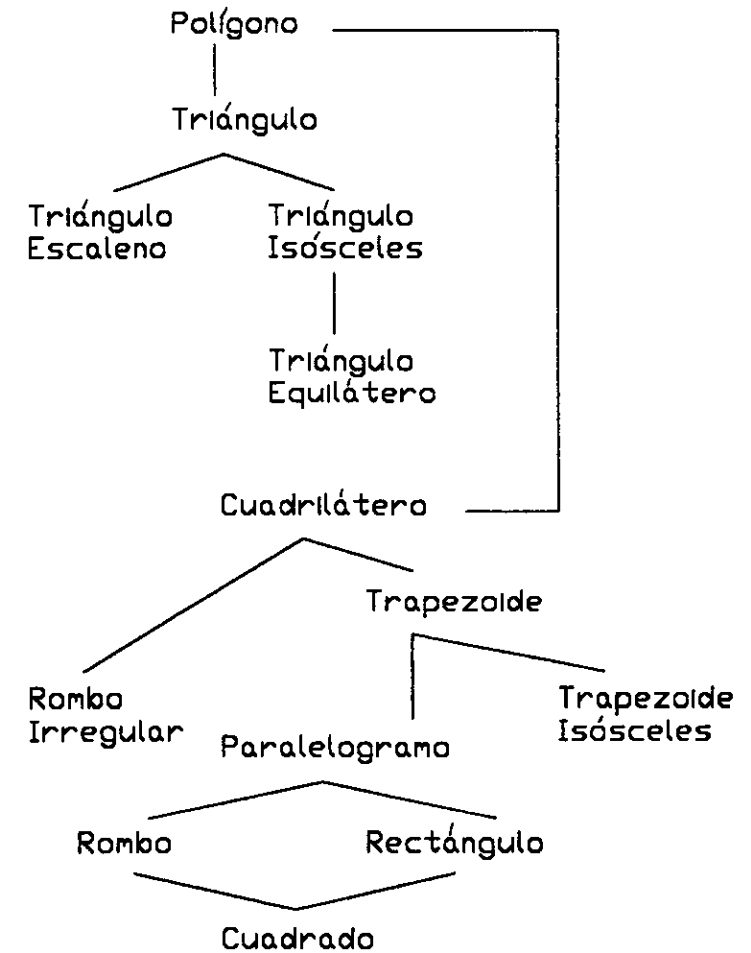 Polígono
Triángulo
Triángulo
Escaleno
Triángulo
Isósceles
Triángulo
Equilátero
Cuadrilátero
Trapezoide
Rombo
Irregular
Trapezoide
Isósceles
Paralelogramo
Rombo
Rectángulo
Cuadrado